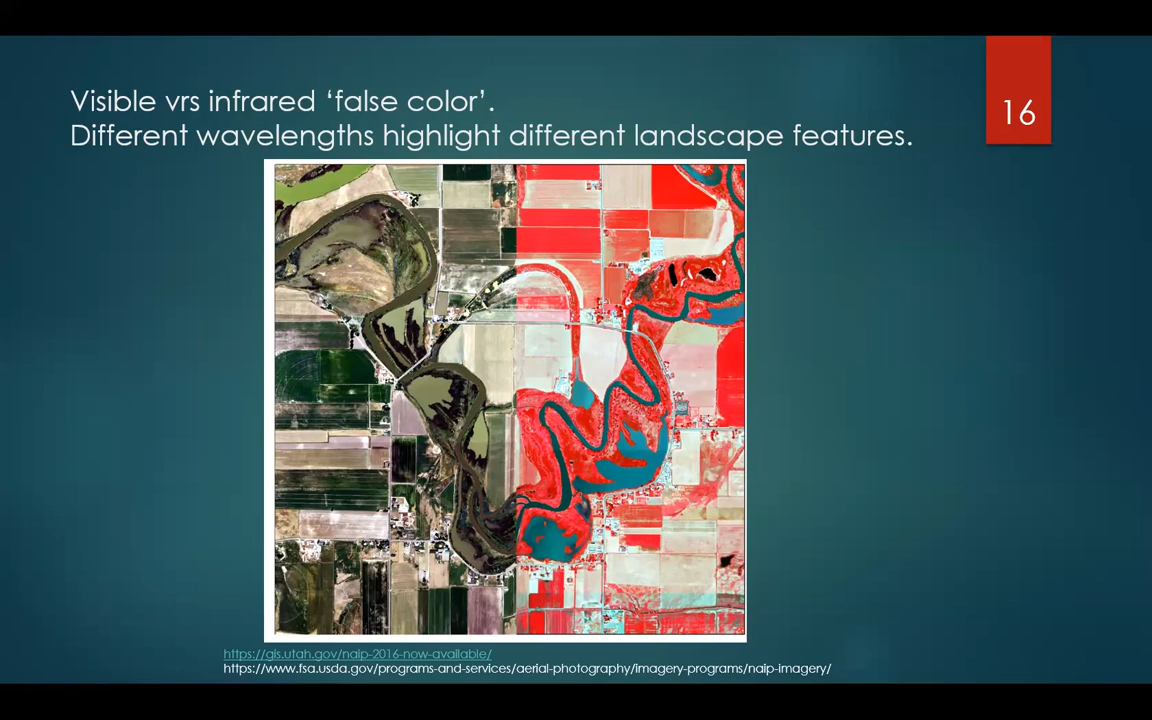 Visible vrs infrared ‘false color’.
Different wavelengths highlight different landscape features.
16
https://gis.utah.gov/naip-2016-now-available/
https://www.fsa.usda.gov/programs-and-services/aerial-photography/imagery-programs/naip-imagery/